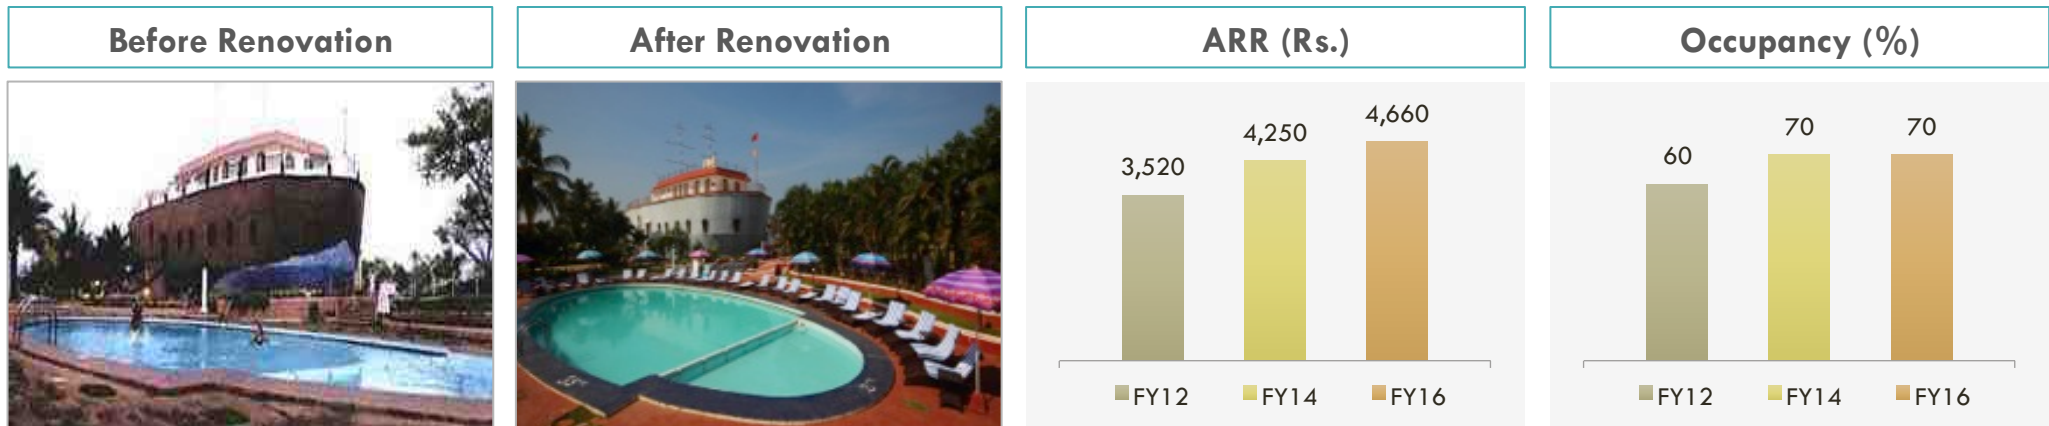 Before Renovation
After Renovation
ARR (Rs.)
3,520
4,250
4,660
FY12
FY14
FY16
Occupancy (%)
60
70
70
FY12
FY14
FY16